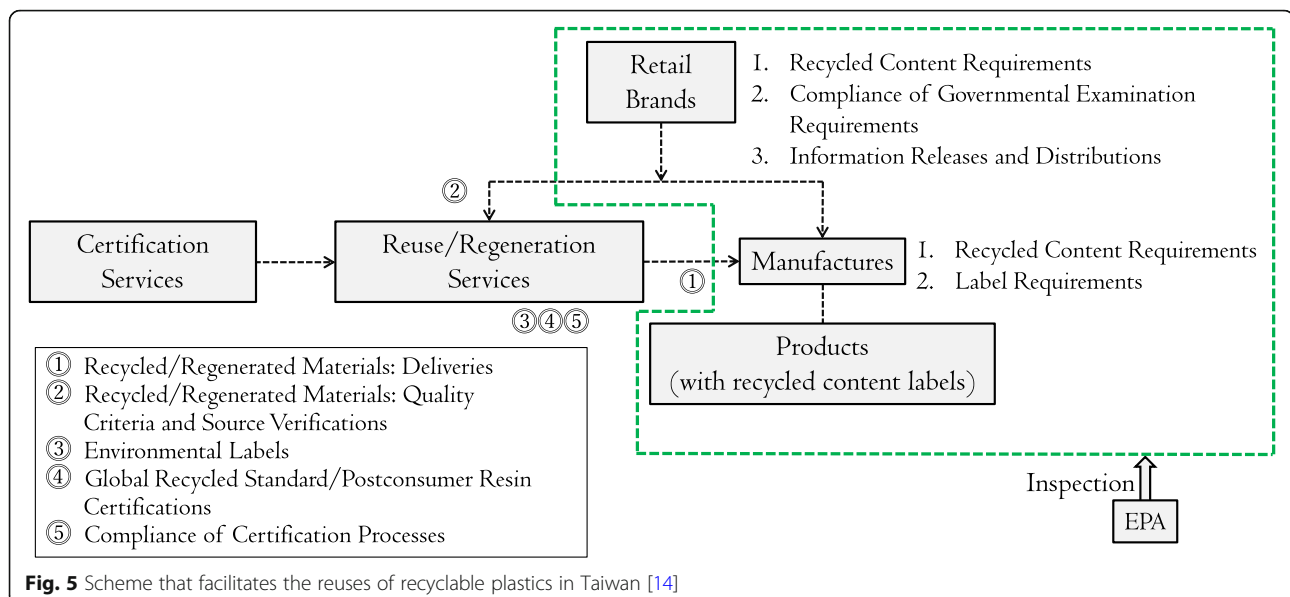 Retail
Brands
1. Recycled Content Requirements
2. Compliance of Governmental Examination
Requirements
3. Information Releases and Distributions
②
Certification
Services
Reuse/Regeneration
Services
①
Manufactures
1. Recycled Content Requirements
2. Label Requirements
③④⑤
Products
(with recycled content labels)
① Recycled/Regenerated Materials: Deliveries
② Recycled/Regenerated Materials: Quality
Criteria and Source Verifications
③ Environmental Labels
④ Global Recycled Standard/Postconsumer Resin
Certifications
⑤ Compliance of Certification Processes
Inspection
EPA
Fig. 5 Scheme that facilitates the reuses of recyclable plastics in Taiwan [14]